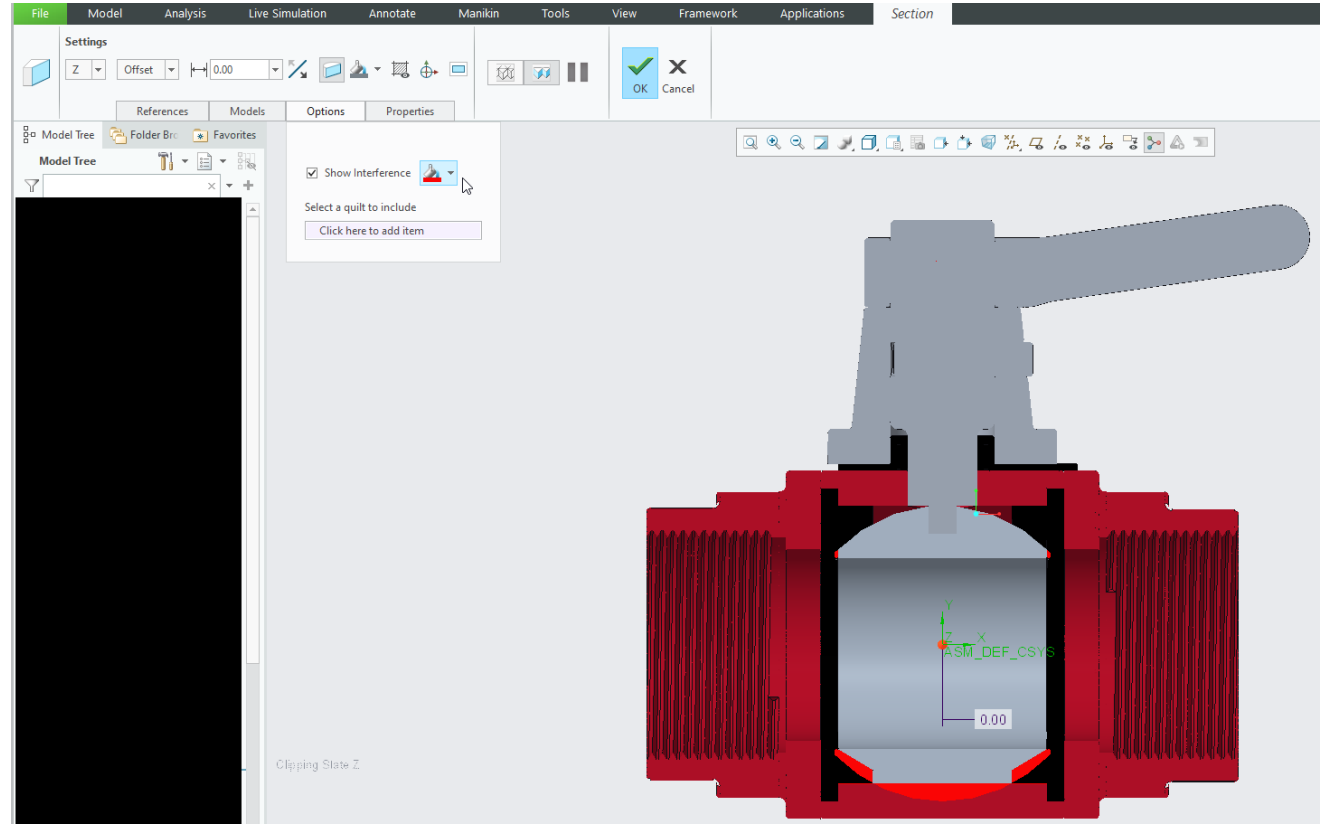 File Model Analysis Live Simulation Annotate Manikin Tools View Framework Applications Section
Settings
Z Offset 0.00
OK Cancel
References Models Options Properties
Model Tree Folder Brc Favorites
Model Tree
Show Interference
Select a quilt to include
Click here to add item
Y
Z X
ASM_DEF_CSYS
0.00
Clipping State Z